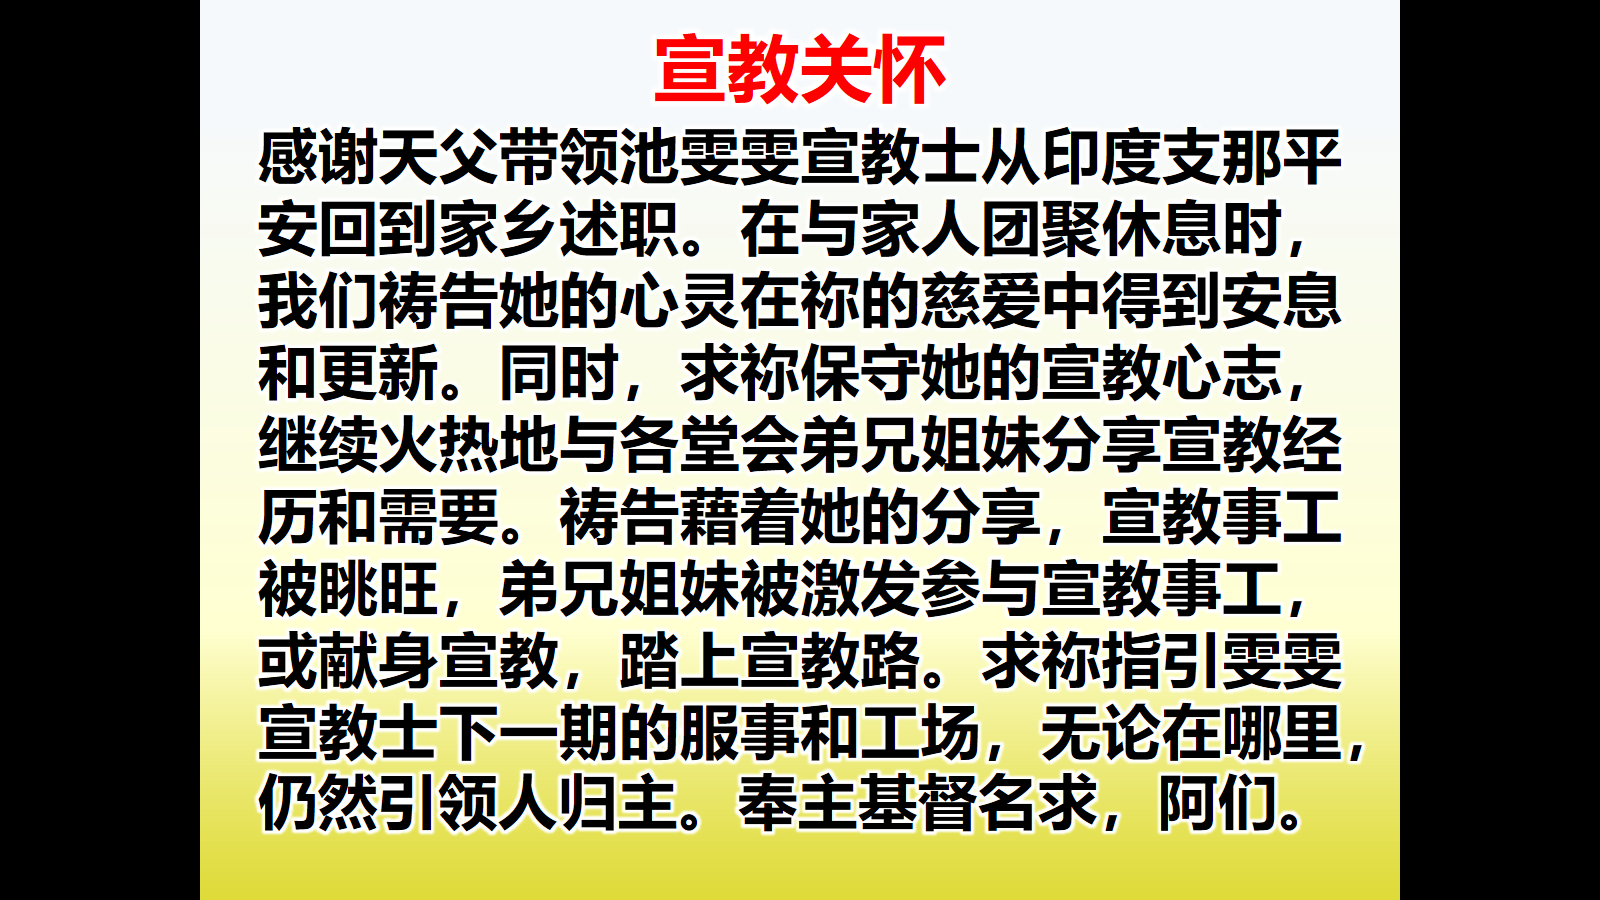 宣教关怀
感谢天父带领池雯雯宣教士从印度支那平
安回到家乡述职。在与家人团聚休息时，
我们祷告她的心灵在祢的慈爱中得到安息
和更新。同时，求祢保守她的宣教心志，
继续火热地与各堂会弟兄姐妹分享宣教经
历和需要。祷告藉着她的分享，宣教事工
被眺旺，弟兄姐妹被激发参与宣教事工，
或献身宣教，踏上宣教路。求祢指引雯雯
宣教士下一期的服事和工场，无论在哪里，
仍然引领人归主。奉主基督名求，阿们。